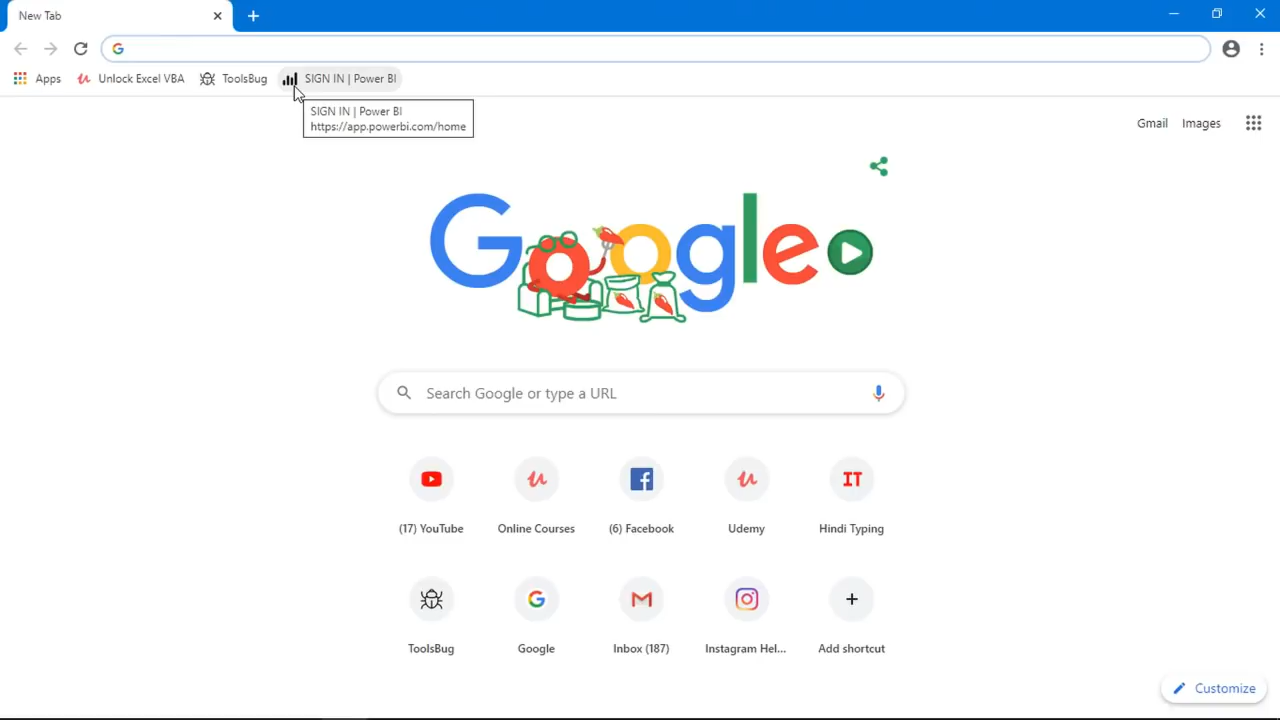 New Tab
Apps
Unlock Excel VBA
ToolsBug
SIGN IN | Power BI
SIGN IN | Power BI
https://app.powerbi.com/home
Gmail
Images
Google
Search Google or type a URL
IT
(17) YouTube
Online Courses
(6) Facebook
Udemy
Hindi Typing
ToolsBug
Google
Inbox (187)
Instagram Hel...
Add shortcut
Customize